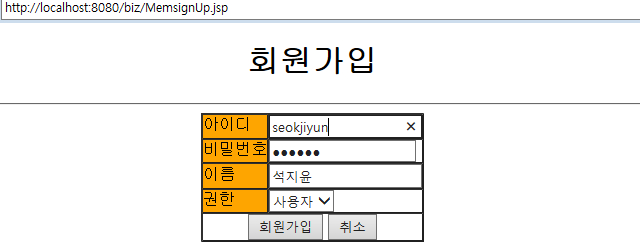 http://localhost:8080/biz/MemsignUp.jsp
회원가입
아이디 seokjiyun ✕
비밀번호 ●●●●●●
이름 석지윤
권한 사용자
회원가입 취소